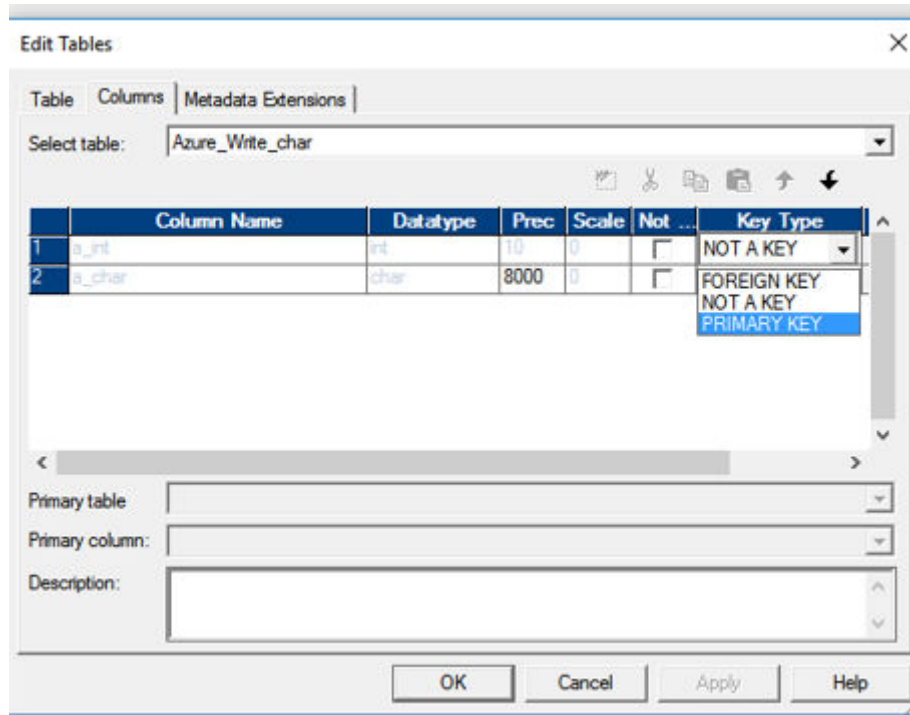 Edit Tables
Table Columns Metadata Extensions
Select table: Azure_Write_char
Column Name Datatype Prec Scale Not ... Key Type
1 a_int int 10 0 NOT A KEY
2 a_char char 8000 0
FOREIGN KEY
NOT A KEY
PRIMARY KEY
Primary table
Primary column:
Description:
OK Cancel Apply Help